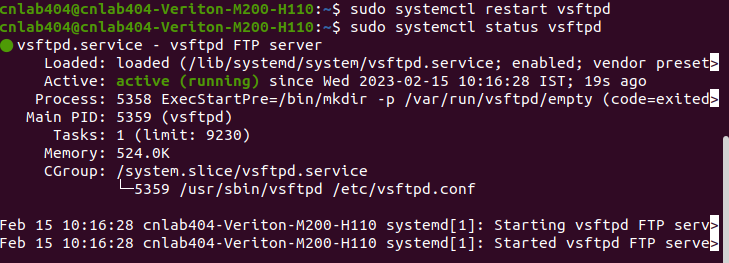 cnlab404@cnlab404-Veriton-M200-H110:~$ sudo systemctl restart vsftpd
cnlab404@cnlab404-Veriton-M200-H110:~$ sudo systemctl status vsftpd
● vsftpd.service - vsftpd FTP server
     Loaded: loaded (/lib/systemd/system/vsftpd.service; enabled; vendor preset>
     Active: active (running) since Wed 2023-02-15 10:16:28 IST; 19s ago
    Process: 5358 ExecStartPre=/bin/mkdir -p /var/run/vsftpd/empty (code=exited>
   Main PID: 5359 (vsftpd)
      Tasks: 1 (limit: 9230)
     Memory: 524.0K
     CGroup: /system.slice/vsftpd.service
             └─5359 /usr/sbin/vsftpd /etc/vsftpd.conf
Feb 15 10:16:28 cnlab404-Veriton-M200-H110 systemd[1]: Starting vsftpd FTP serv>
Feb 15 10:16:28 cnlab404-Veriton-M200-H110 systemd[1]: Started vsftpd FTP serve>